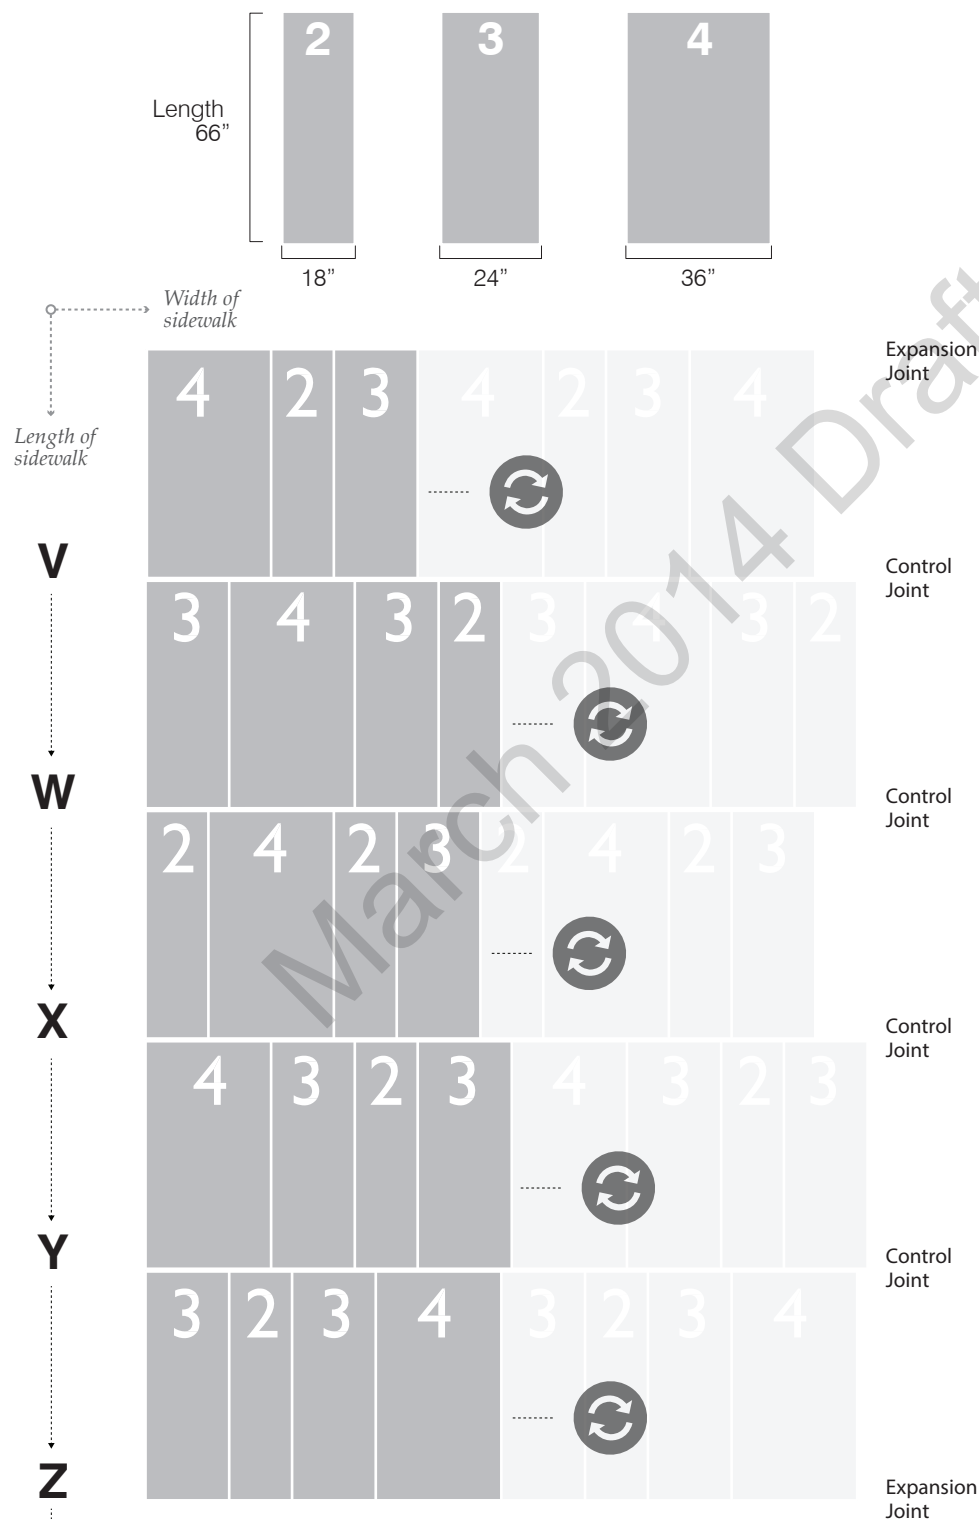 2 3 4
Length
66”
18” 24” 36”
Width of
sidewalk
Length of
sidewalk
Expansion
Joint
4 2 3 4 2 3 4
V
Control
Joint
3 4 3 2 3 4 3 2
W
Control
Joint
2 4 2 3 2 4 2 3
X
Control
Joint
4 3 2 3 4 3 2 3
Y
Control
Joint
3 2 3 4 3 2 3 4
Z
Expansion
Joint
March 2014 Draft